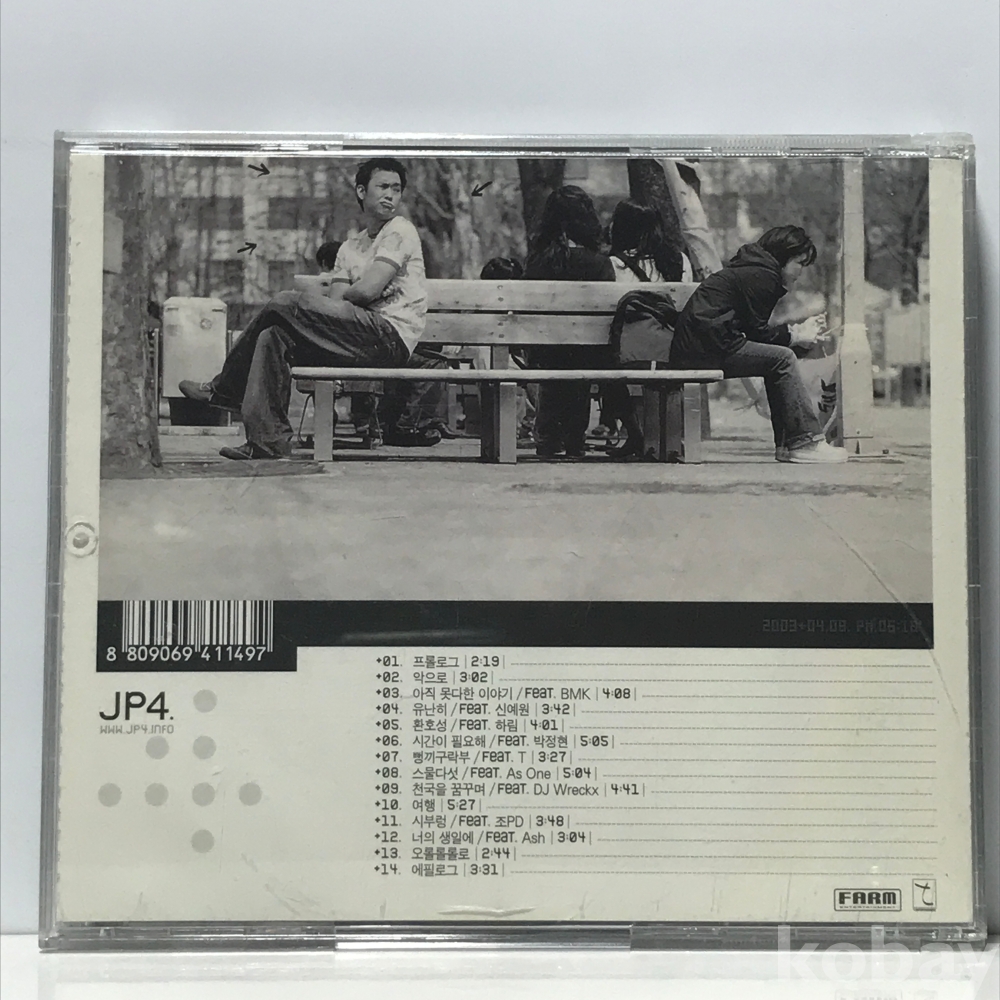 2003+04.09. PM.06:18
8 809069 411497
JP4.
WWW.JP4.INFO
+01. 프롤로그 | 2:19 |
+02. 악으로 | 3:02 |
+03. 아직 못다한 이야기 / Feat. BMK | 4:08 |
+04. 유난히 / Feat. 신예원 | 3:42 |
+05. 환호성 / Feat. 하림 | 4:01 |
+06. 시간이 필요해 / Feat. 박정현 | 5:05 |
+07. 뻥끼구락부 / Feat. T | 3:27 |
+08. 스물다섯 / Feat. As One | 5:04 |
+09. 천국을 꿈꾸며 / Feat. DJ Wreckx | 4:41 |
+10. 여행 | 5:27 |
+11. 시부렁 / Feat. 조PD | 3:48 |
+12. 너의 생일에 / Feat. Ash | 3:04 |
+13. 오롤롤롤로 | 2:44 |
+14. 에필로그 | 3:31 |
FARM
ENTERTAINMENT
t
kobay